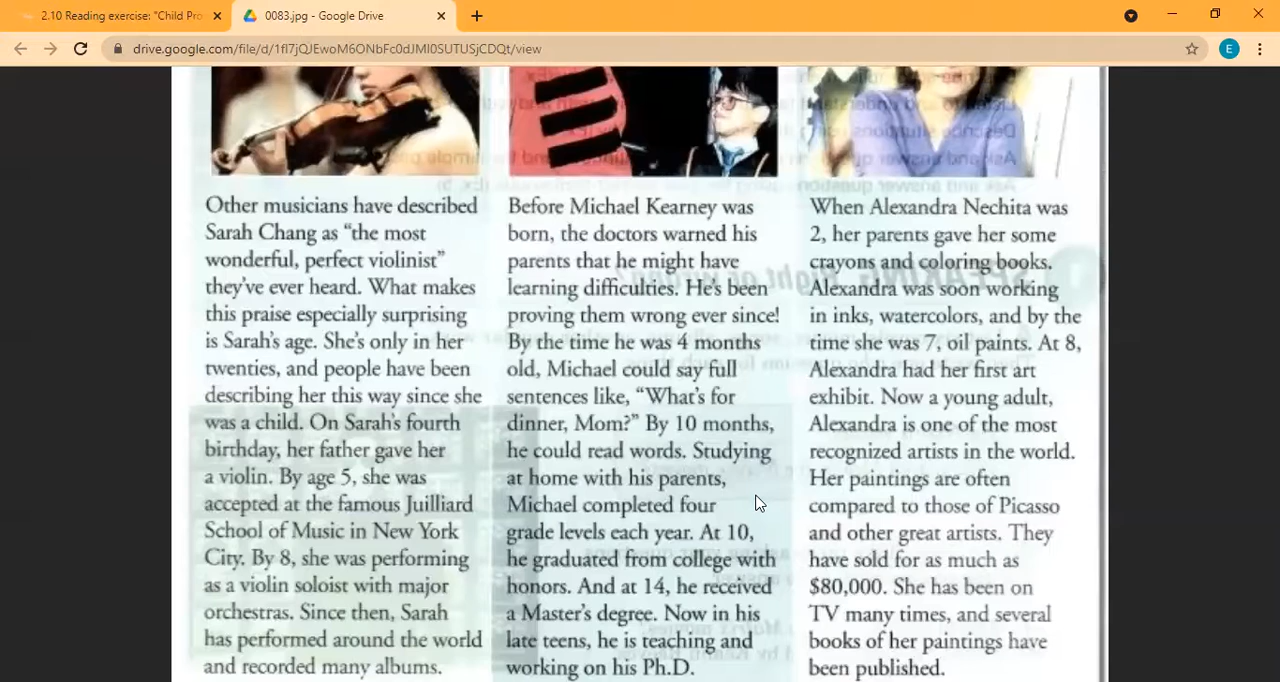 2.10 Reading exercise: "Child Pro
0083.jpg - Google Drive
drive.google.com/file/d/1fl7jQJEwoM6ONbFc0dJMI0SUTUSjCDQt/view
E
Other musicians have described
Sarah Chang as “the most
wonderful, perfect violinist”
they’ve ever heard. What makes
this praise especially surprising
is Sarah’s age. She’s only in her
twenties, and people have been
describing her this way since she
was a child. On Sarah’s fourth
birthday, her father gave her
a violin. By age 5, she was
accepted at the famous Juilliard
School of Music in New York
City. By 8, she was performing
as a violin soloist with major
orchestras. Since then, Sarah
has performed around the world
and recorded many albums.
Before Michael Kearney was
born, the doctors warned his
parents that he might have
learning difficulties. He’s been
proving them wrong ever since!
By the time he was 4 months
old, Michael could say full
sentences like, “What’s for
dinner, Mom?” By 10 months,
he could read words. Studying
at home with his parents,
Michael completed four
grade levels each year. At 10,
he graduated from college with
honors. And at 14, he received
a Master’s degree. Now in his
late teens, he is teaching and
working on his Ph.D.
When Alexandra Nechita was
2, her parents gave her some
crayons and coloring books.
Alexandra was soon working
in inks, watercolors, and by the
time she was 7, oil paints. At 8,
Alexandra had her first art
exhibit. Now a young adult,
Alexandra is one of the most
recognized artists in the world.
Her paintings are often
compared to those of Picasso
and other great artists. They
have sold for as much as
$80,000. She has been on
TV many times, and several
books of her paintings have
been published.